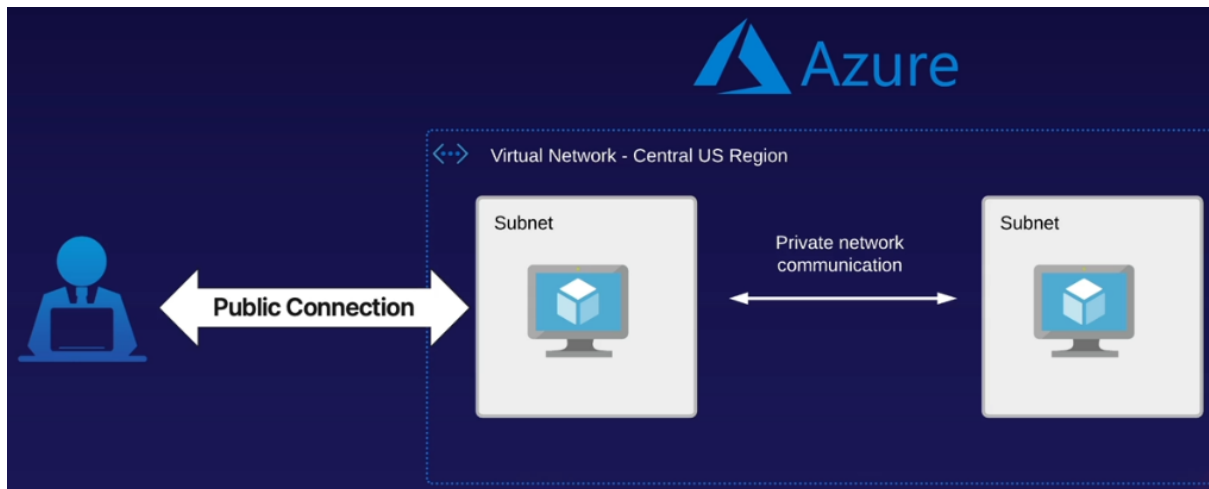 Azure
Virtual Network - Central US Region
Subnet
Subnet
Private network
communication
Public Connection